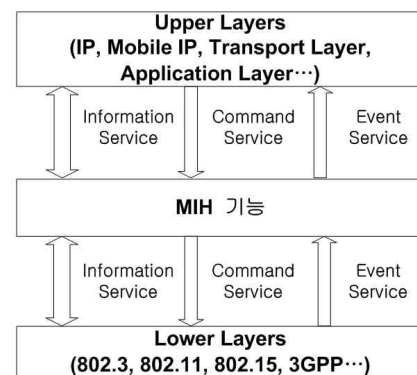 Upper Layers
(IP, Mobile IP, Transport Layer,
Application Layer…)
Information
Service
Command
Service
Event
Service
MIH 기능
Information
Service
Command
Service
Event
Service
Lower Layers
(802.3, 802.11, 802.15, 3GPP…)